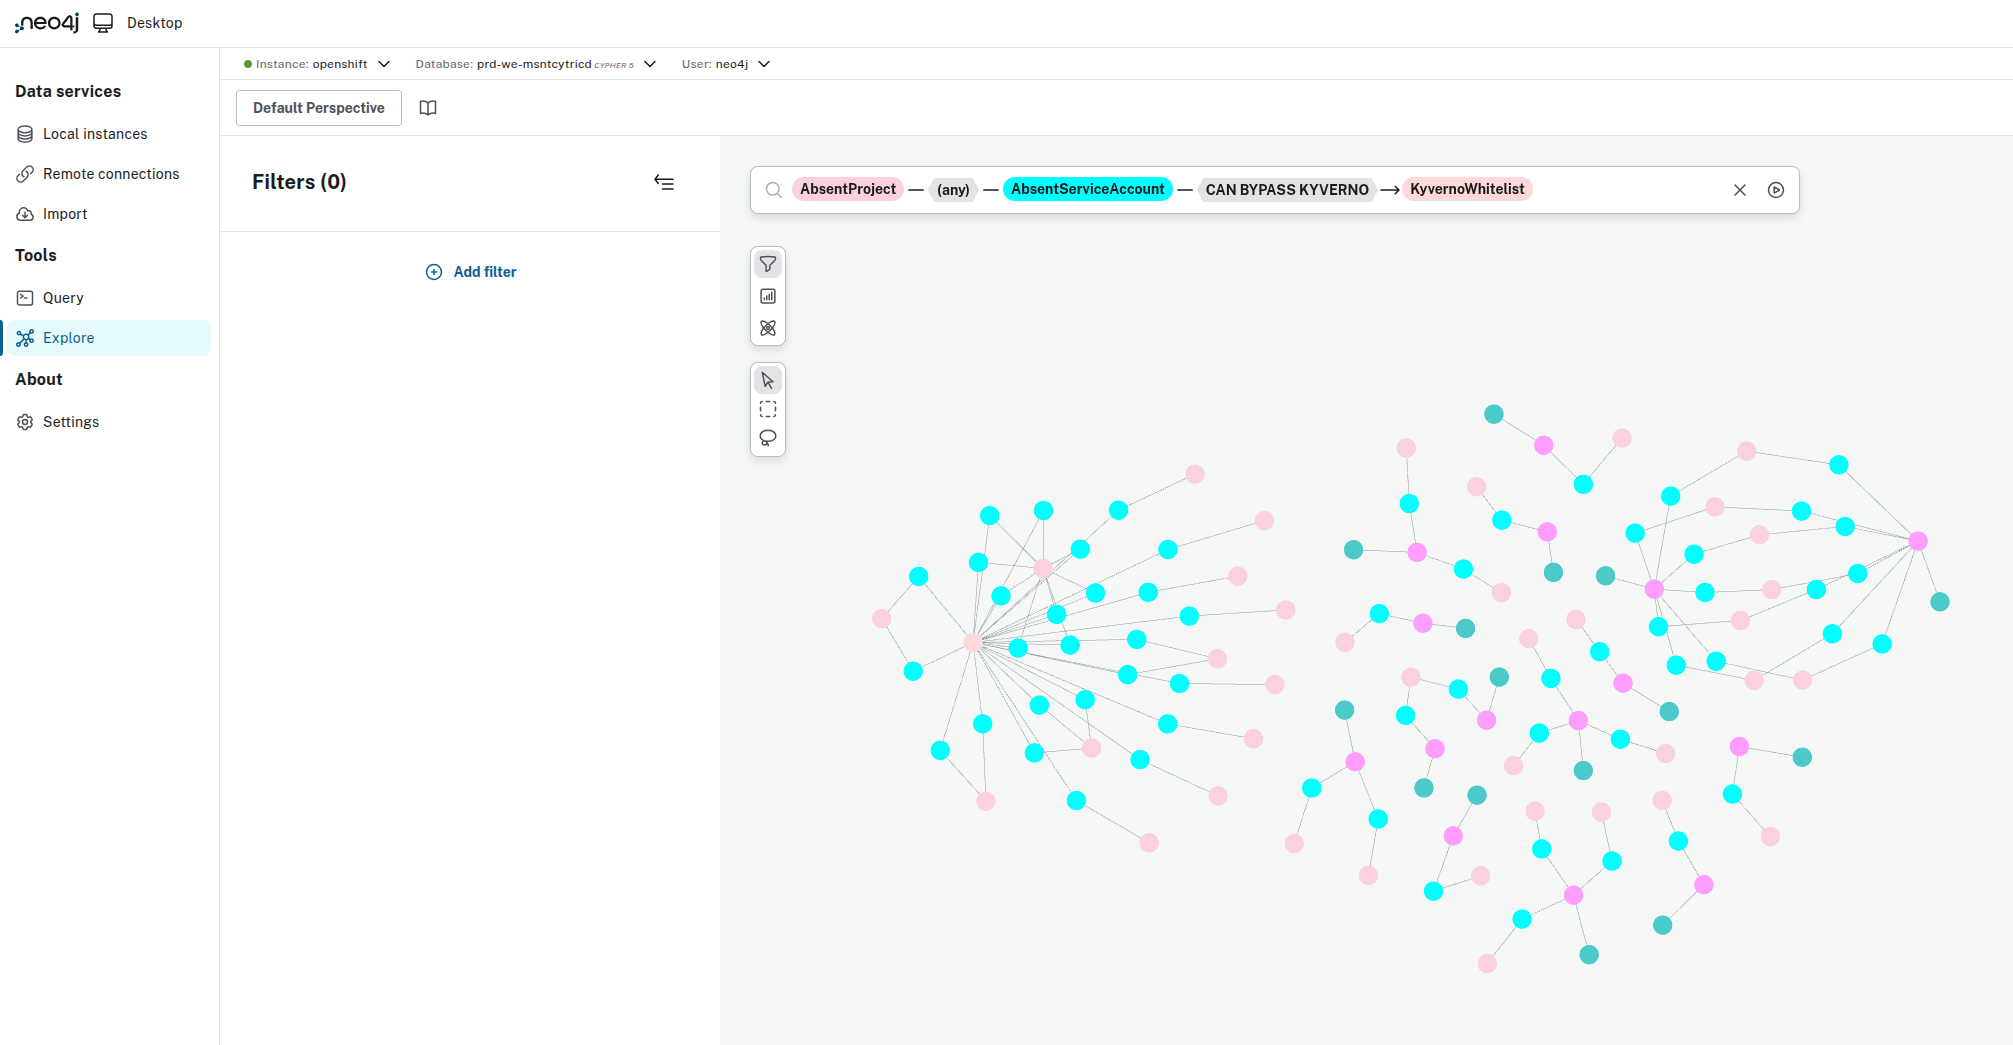 neo4j Desktop
Instance: openshift Database: prd-we-msntcytricd CYPHER 5 User: neo4j
Default Perspective
Data services
Local instances
Remote connections
Import
Tools
Query
Explore
About
Settings
Filters (0)
Add filter
AbsentProject (any) AbsentServiceAccount CAN BYPASS KYVERNO KyvernoWhitelist